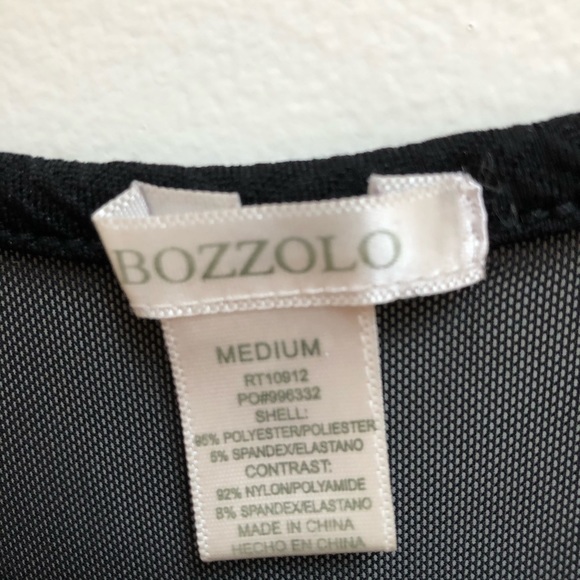 BOZZOLO
MEDIUM
RT10912
PO#996332
SHELL:
95% POLYESTER/POLIESTER
5% SPANDEX/ELASTANO
CONTRAST:
92% NYLON/POLYAMIDE
8% SPANDEX/ELASTANO
MADE IN CHINA
HECHO EN CHINA